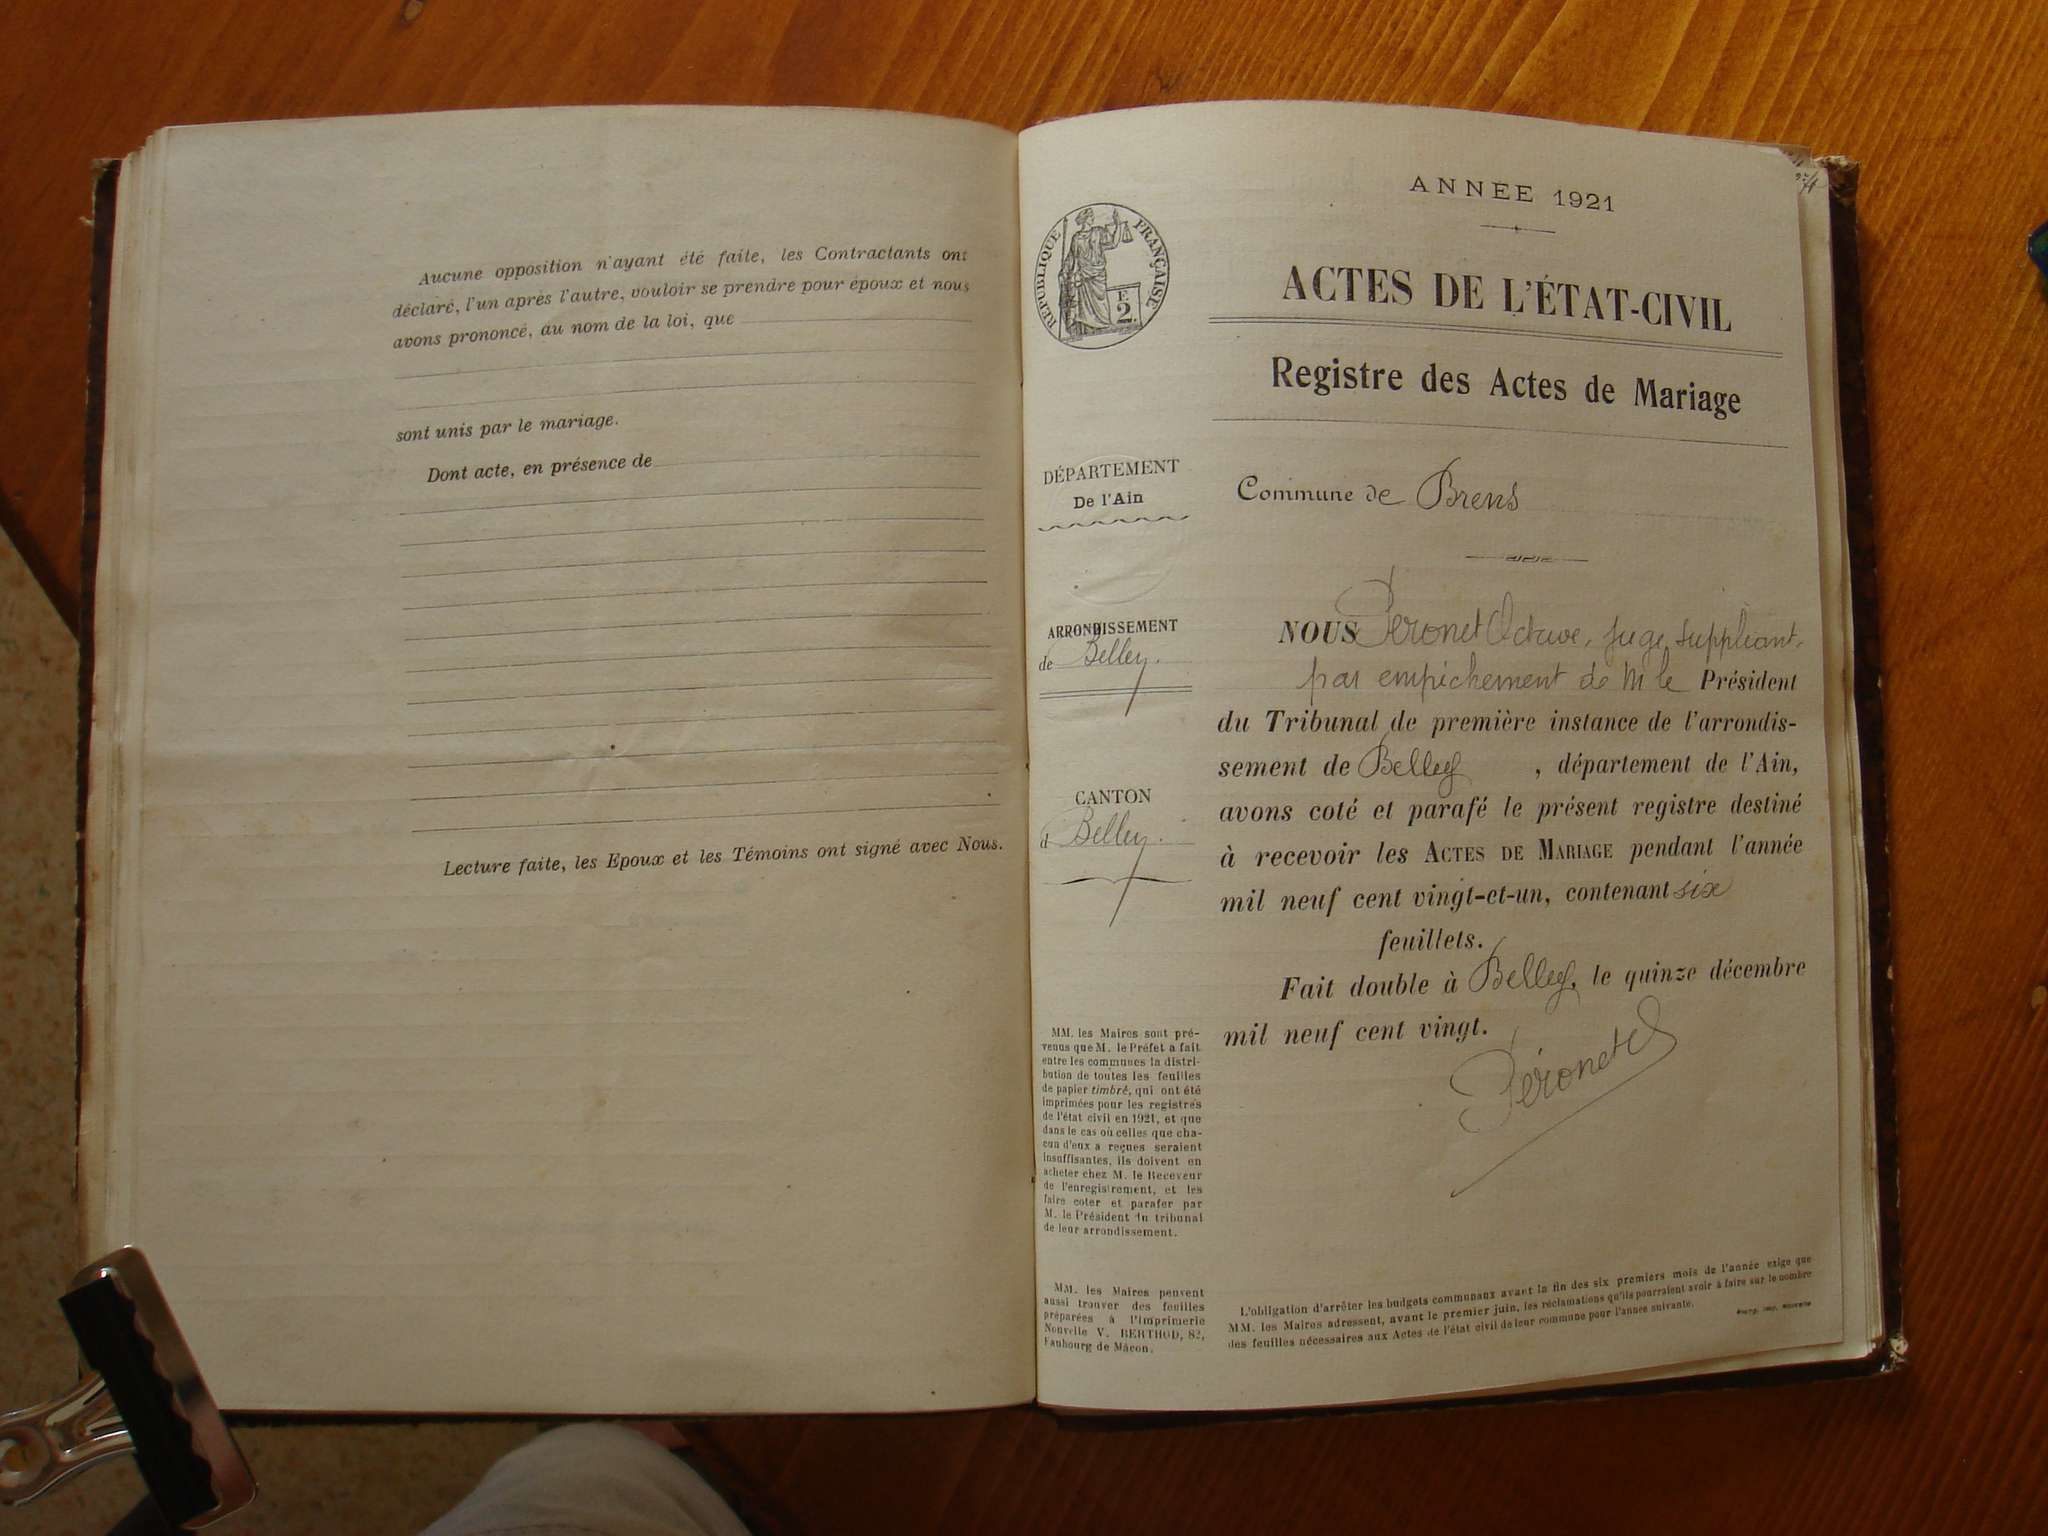 Aucune opposition n'ayant été faite, les Contractants ont
déclaré, l'un après l'autre, vouloir se prendre pour époux et nous
avons prononcé, au nom de la loi, que
sont unis par le mariage.
Dont acte, en présence de
Lecture faite, les Epoux et les Témoins ont signé avec Nous.
ANNÉE 1921
RÉPUBLIQUE FRANÇAISE
F.
2.
ACTES DE L'ÉTAT-CIVIL
Registre des Actes de Mariage
DÉPARTEMENT
De l'Ain
Commune de Brens
ARRONDISSEMENT
de Belley.
CANTON
d Belley.
NOUS Péronet Octave, juge suppléant,
par empêchement de M le Président
du Tribunal de première instance de l'arrondis-
sement de Belley , département de l'Ain,
avons coté et parafé le présent registre destiné
à recevoir les ACTES DE MARIAGE pendant l'année
mil neuf cent vingt-et-un, contenant six
feuillets.
Fait double à Belley, le quinze décembre
mil neuf cent vingt.
Péronet
MM. les Maires sont pré-
venus que M. le Préfet a fait
entre les communes la distri-
bution de toutes les feuilles
de papier timbré, qui ont été
imprimées pour les registres
de l'état civil en 1921, et que
dans le cas où celles que cha-
cun d'eux a reçues seraient
insuffisantes, ils doivent en
acheter chez M. le Receveur
de l'enregistrement, et les
faire coter et parafer par
M. le Président du tribunal
de leur arrondissement.
MM. les Maires peuvent
aussi trouver des feuilles
préparées à l'imprimerie
Nouvelle V. BERTHOD, 82,
Faubourg de Mâcon.
L'obligation d'arrêter les budgets communaux avant la fin des six premiers mois de l'année exige que
MM. les Maires adressent, avant le premier juin, les réclamations qu'ils pourraient avoir à faire sur le nombre
des feuilles nécessaires aux Actes de l'état civil de leur commune pour l'année suivante.